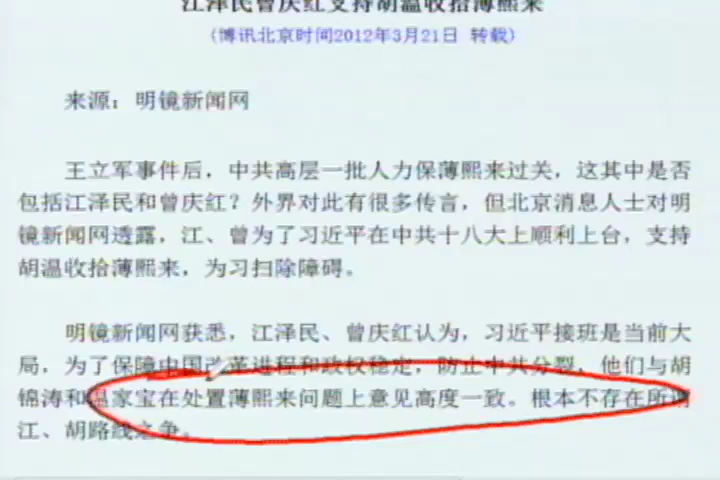 江泽民曾庆红支持胡温收拾薄熙来
(博讯北京时间2012年3月21日 转载)
来源：明镜新闻网
王立军事件后，中共高层一批人力保薄熙来过关，这其中是否
包括江泽民和曾庆红？外界对此有很多传言，但北京消息人士对明
镜新闻网透露，江、曾为了习近平在中共十八大上顺利上台，支持
胡温收拾薄熙来，为习扫除障碍。
明镜新闻网获悉，江泽民、曾庆红认为，习近平接班是当前大
局，为了保障中国改革进程和政权稳定，防止中共分裂，他们与胡
锦涛和温家宝在处置薄熙来问题上意见高度一致。根本不存在所谓
江、胡路线之争。